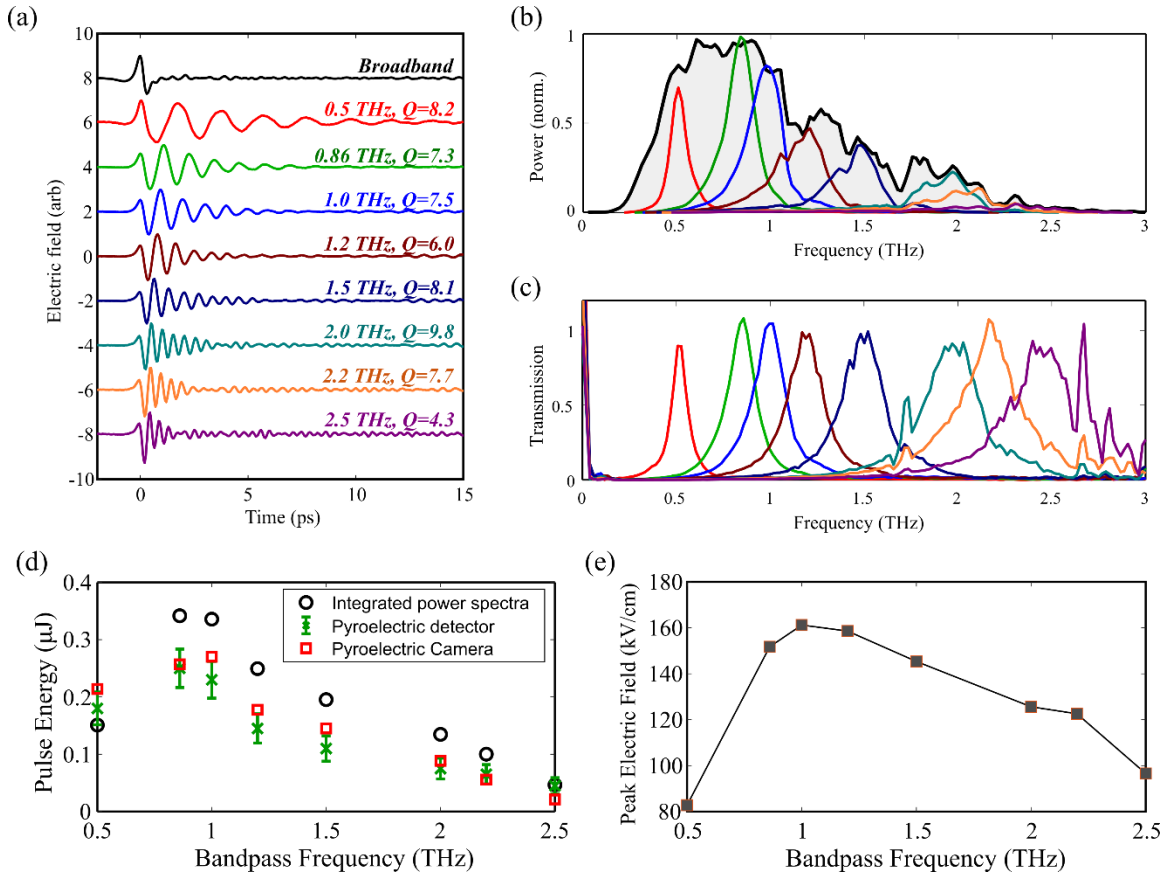 (a)
Electric field (arb)
10
8
6
4
2
0
-2
-4
-6
-8
-10
Broadband
0.5 THz, Q=8.2
0.86 THz, Q=7.3
1.0 THz, Q=7.5
1.2 THz, Q=6.0
1.5 THz, Q=8.1
2.0 THz, Q=9.8
2.2 THz, Q=7.7
2.5 THz, Q=4.3
0 5 10 15
Time (ps)
(b)
Power (norm.)
1
0.5
0
0 0.5 1 1.5 2 2.5 3
Frequency (THz)
(c)
Transmission
1
0.5
0
0 0.5 1 1.5 2 2.5 3
Frequency (THz)
(d)
Pulse Energy (µJ)
0.4
0.3
0.2
0.1
0
Integrated power spectra
Pyroelectric detector
Pyroelectric Camera
0.5 1 1.5 2 2.5
Bandpass Frequency (THz)
(e)
Peak Electric Field (kV/cm)
180
160
140
120
100
80
0.5 1 1.5 2 2.5
Bandpass Frequency (THz)